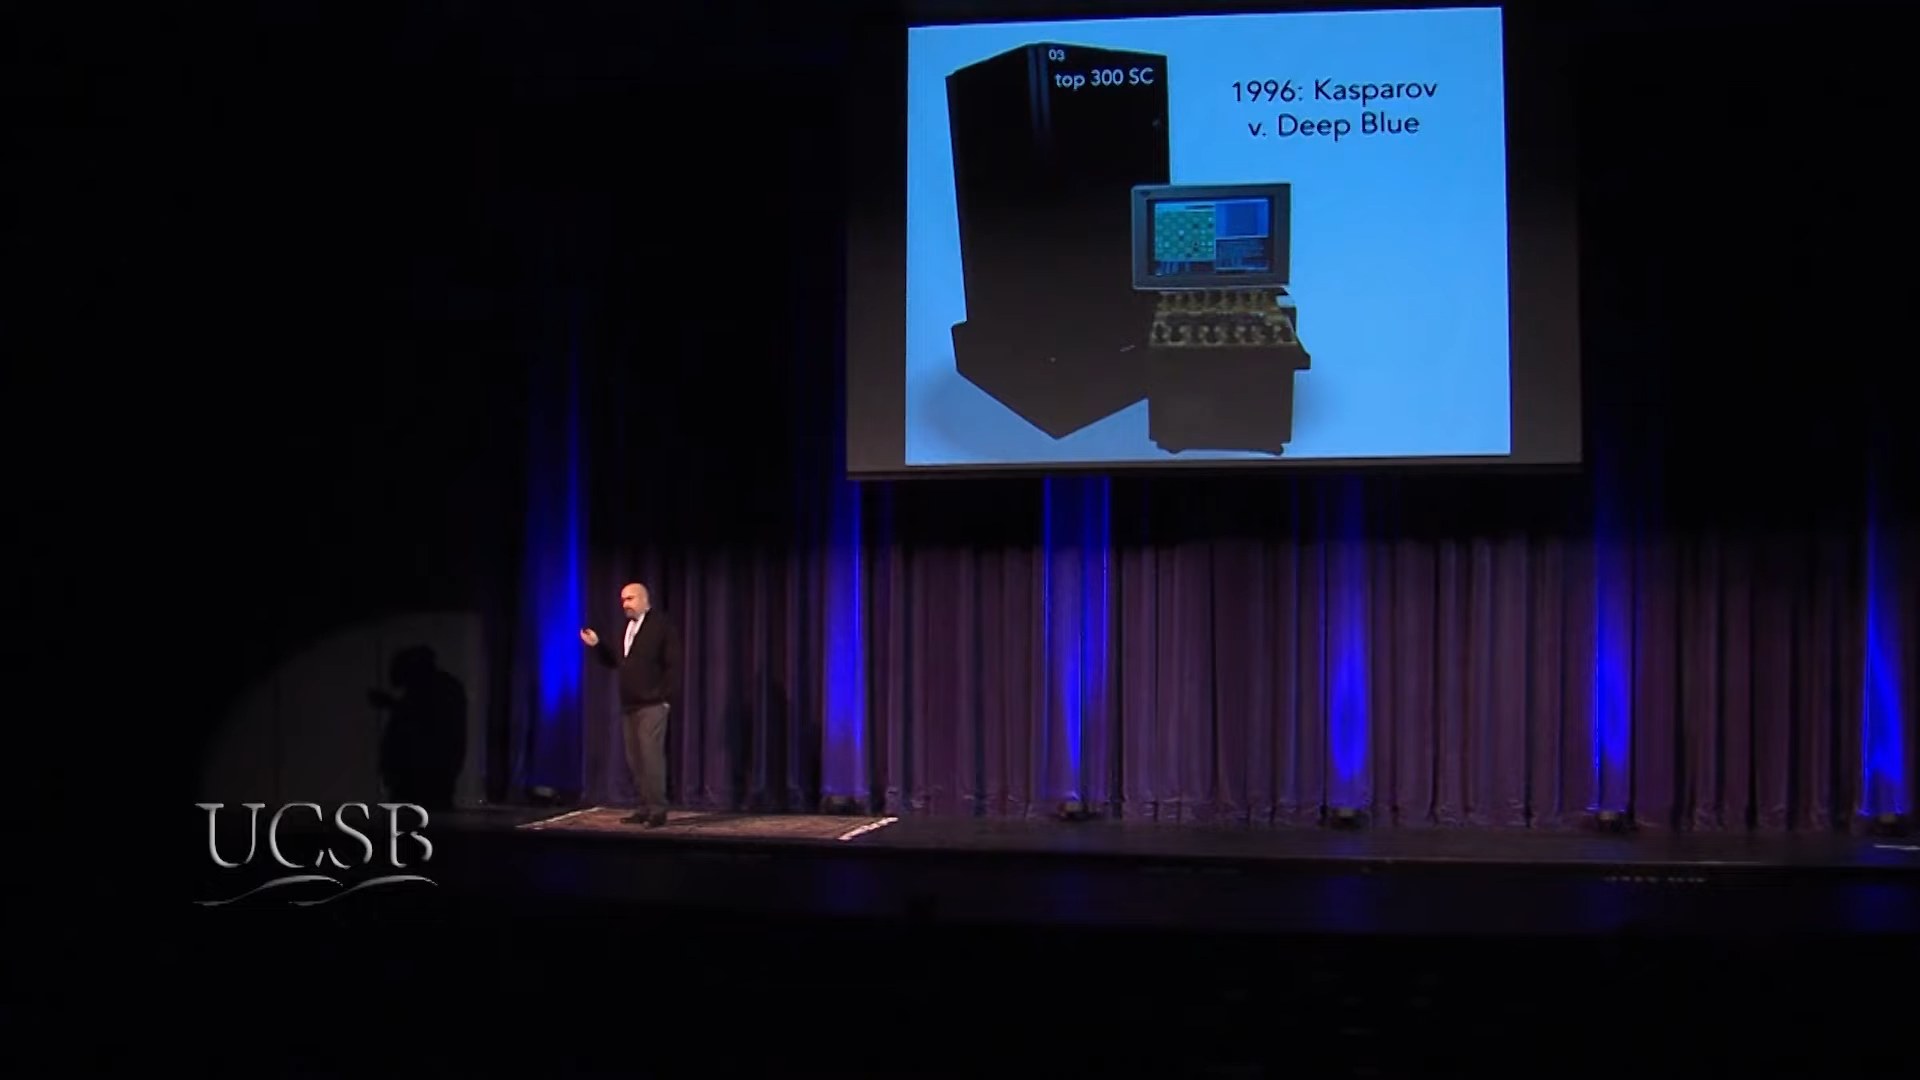 03
top 300 SC
1996: Kasparov
v. Deep Blue
UCSB